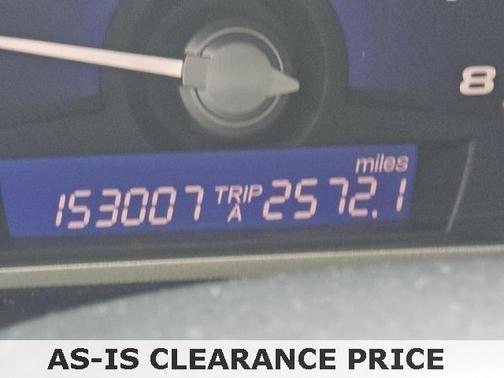 8
miles
153007 TRIP A 2572.1
AS-IS CLEARANCE PRICE